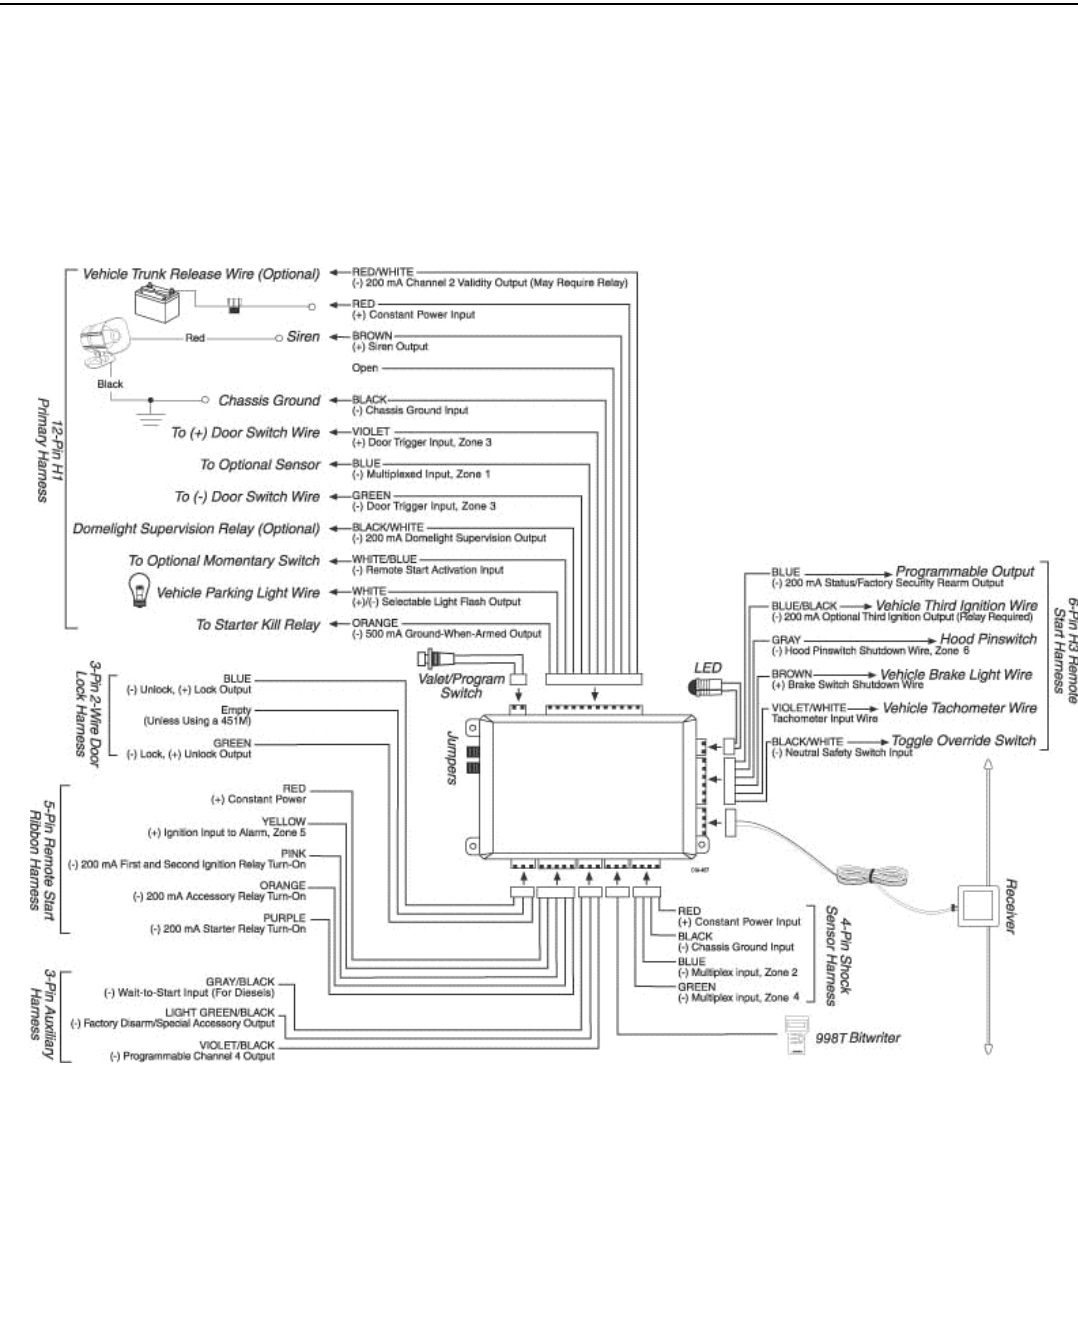 Vehicle Trunk Release Wire (Optional)
RED/WHITE
(-) 200 mA Channel 2 Validity Output (May Require Relay)
RED
(+) Constant Power Input
Red
Siren
BROWN
(+) Siren Output
Open
Black
Chassis Ground
BLACK
(-) Chassis Ground Input
To (+) Door Switch Wire
VIOLET
(+) Door Trigger Input, Zone 3
To Optional Sensor
BLUE
(-) Multiplexed Input, Zone 1
To (-) Door Switch Wire
GREEN
(-) Door Trigger Input, Zone 3
Domelight Supervision Relay (Optional)
BLACK/WHITE
(-) 200 mA Domelight Supervision Output
To Optional Momentary Switch
WHITE/BLUE
(-) Remote Start Activation Input
Vehicle Parking Light Wire
WHITE
(+)/(-) Selectable Light Flash Output
To Starter Kill Relay
ORANGE
(-) 500 mA Ground-When-Armed Output
12-Pin H1
Primary Harness
BLUE
(-) 200 mA Status/Factory Security Rearm Output
Programmable Output
BLUE/BLACK
(-) 200 mA Optional Third Ignition Output (Relay Required)
Vehicle Third Ignition Wire
GRAY
(-) Hood Pinswitch Shutdown Wire, Zone 6
Hood Pinswitch
BROWN
(+) Brake Switch Shutdown Wire
Vehicle Brake Light Wire
VIOLET/WHITE
Tachometer Input Wire
Vehicle Tachometer Wire
BLACK/WHITE
(-) Neutral Safety Switch Input
Toggle Override Switch
6-Pin H3 Remote
Start Harness
Valet/Program
Switch
LED
Jumpers
BLUE
(-) Unlock, (+) Lock Output
Empty
(Unless Using a 451M)
GREEN
(-) Lock, (+) Unlock Output
3-Pin 2-Wire Door
Lock Harness
RED
(+) Constant Power
YELLOW
(+) Ignition Input to Alarm, Zone 5
PINK
(-) 200 mA First and Second Ignition Relay Turn-On
ORANGE
(-) 200 mA Accessory Relay Turn-On
PURPLE
(-) 200 mA Starter Relay Turn-On
5-Pin Remote Start
Ribbon Harness
GRAY/BLACK
(-) Wait-to-Start Input (For Diesels)
LIGHT GREEN/BLACK
(-) Factory Disarm/Special Accessory Output
VIOLET/BLACK
(-) Programmable Channel 4 Output
3-Pin Auxiliary
Harness
RED
(+) Constant Power Input
BLACK
(-) Chassis Ground Input
BLUE
(-) Multiplex input, Zone 2
GREEN
(-) Multiplex input, Zone 4
4-Pin Shock
Sensor Harness
Receiver
998T Bitwriter